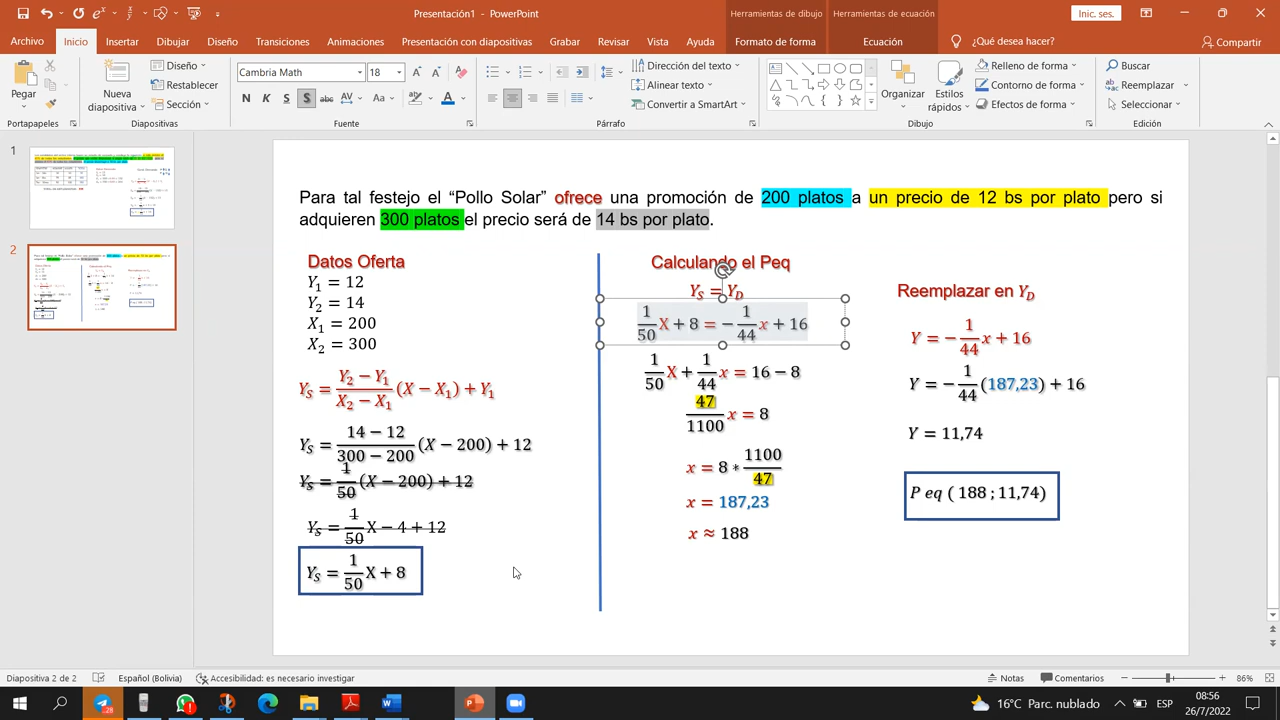 Presentación1 - PowerPoint
Herramientas de dibujo
Herramientas de ecuación
Inic. ses.
Archivo Inicio Insertar Dibujar Diseño Transiciones Animaciones Presentación con diapositivas Grabar Revisar Vista Ayuda Formato de forma Ecuación ¿Qué desea hacer? Compartir
Pegar
Nueva diapositiva
Diseño
Restablecer
Sección
Cambria Math 18
N K S S abc AV Aa A
Dirección del texto
Alinear texto
Convertir a SmartArt
Organizar
Estilos rápidos
Relleno de forma
Contorno de forma
Efectos de forma
Buscar
Reemplazar
Seleccionar
Portapapeles Diapositivas Fuente Párrafo Dibujo Edición
1
2
Para tal festejo el “Pollo Solar” ofrece una promoción de 200 platos a un precio de 12 bs por plato pero si
adquieren 300 platos el precio será de 14 bs por plato.
Datos Oferta
Y₁ = 12
Y₂ = 14
X₁ = 200
X₂ = 300
Y_S = (Y₂ − Y₁)/(X₂ − X₁) (X − X₁) + Y₁
Y_S = (14 − 12)/(300 − 200) (X − 200) + 12
Y_S = 1/50 (X − 200) + 12
Y_S = 1/50 X − 4 + 12
Y_S = 1/50 X + 8
Calculando el Peq
Y_S = Y_D
1/50 X + 8 = − 1/44 x + 16
1/50 X + 1/44 x = 16 − 8
47/1100 x = 8
x = 8 ∗ 1100/47
x = 187,23
x ≈ 188
Reemplazar en Y_D
Y = − 1/44 x + 16
Y = − 1/44 (187,23) + 16
Y = 11,74
P eq ( 188 ; 11,74)
Diapositiva 2 de 2 Español (Bolivia) Accesibilidad: es necesario investigar Notas Comentarios 86%
28
16°C Parc. nublado ESP 08:56
26/7/2022